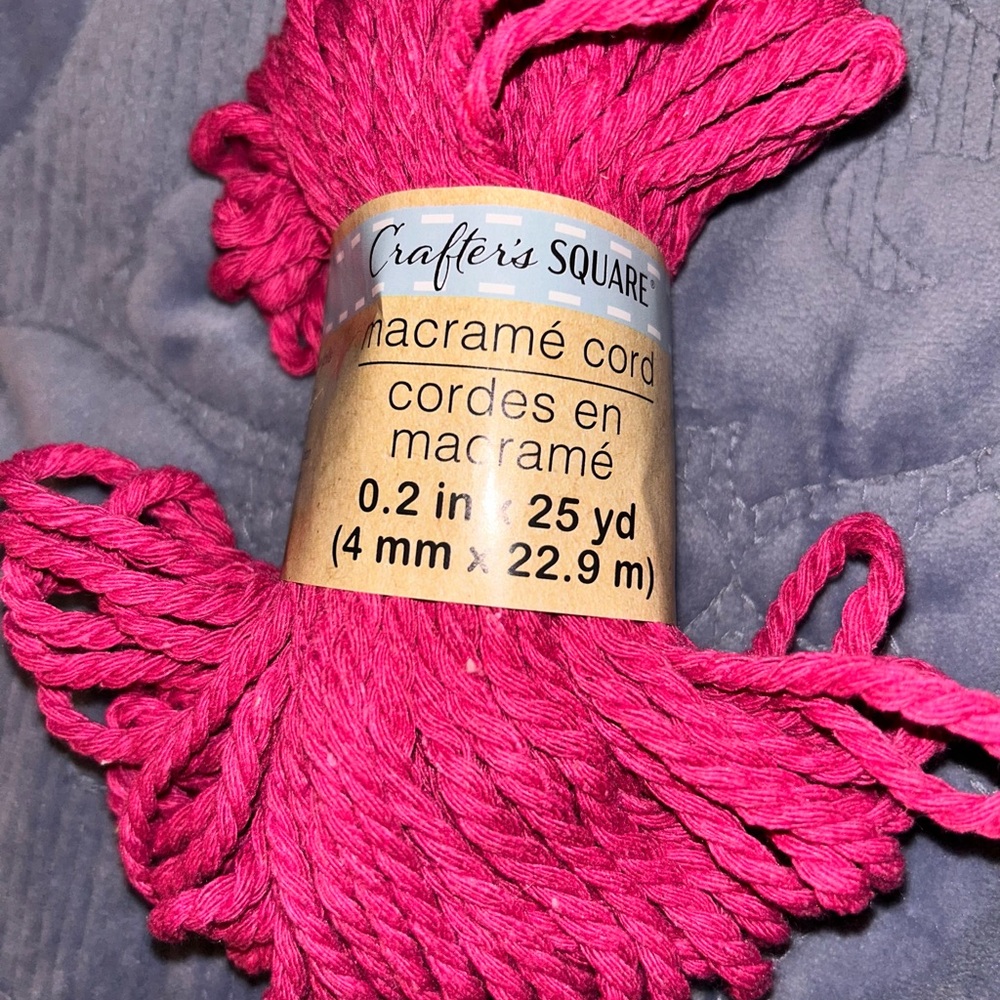 Crafter's SQUARE®
macramé cord
cordes en
macramé
0.2 in x 25 yd
(4 mm x 22.9 m)